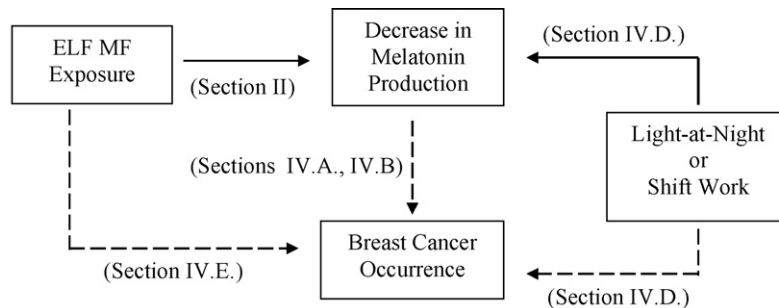 ELF MF
Exposure
(Section II)
Decrease in
Melatonin
Production
(Section IV.D.)
Light-at-Night
or
Shift Work
(Sections IV.A., IV.B)
Breast Cancer
Occurrence
(Section IV.E.)
(Section IV.D.)